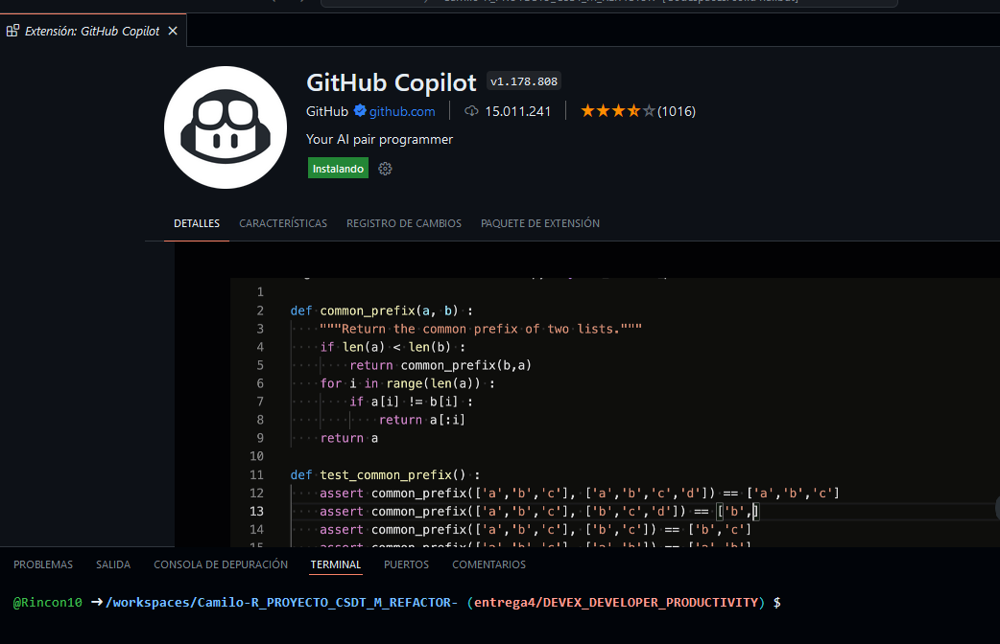 Extensión: GitHub Copilot
GitHub Copilot v1.178.808
GitHub github.com 15.011.241 (1016)
Your AI pair programmer
Instalando
DETALLES CARACTERÍSTICAS REGISTRO DE CAMBIOS PAQUETE DE EXTENSIÓN
1
2 def common_prefix(a, b) :
3 """Return the common prefix of two lists."""
4 if len(a) < len(b) :
5 return common_prefix(b,a)
6 for i in range(len(a)) :
7 if a[i] != b[i] :
8 return a[:i]
9 return a
10
11 def test_common_prefix() :
12 assert common_prefix(['a','b','c'], ['a','b','c','d']) == ['a','b','c']
13 assert common_prefix(['a','b','c'], ['b','c','d']) == ['b',]
14 assert common_prefix(['a','b','c'], ['b','c']) == ['b','c']
15 assert common_prefix(['a','b','c'], ['a','b']) == ['a','b']
PROBLEMAS SALIDA CONSOLA DE DEPURACIÓN TERMINAL PUERTOS COMENTARIOS
@Rincon10 ➜/workspaces/Camilo-R_PROYECTO_CSDT_M_REFACTOR- (entrega4/DEVEX_DEVELOPER_PRODUCTIVITY) $